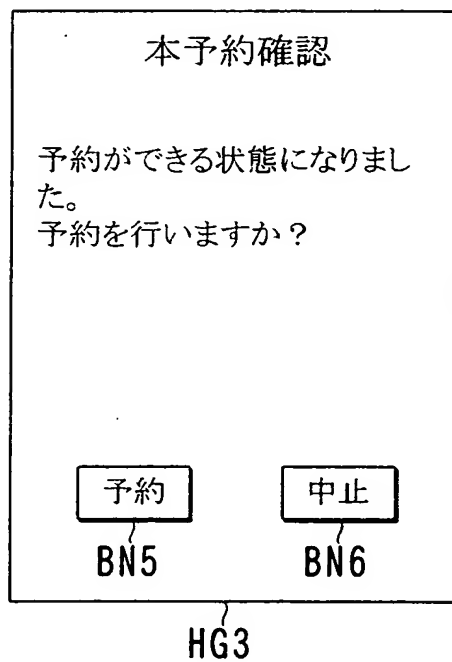 本予約確認
予約ができる状態になりまし
た。
予約を行いますか？
予約
中止
BN5
BN6
HG3